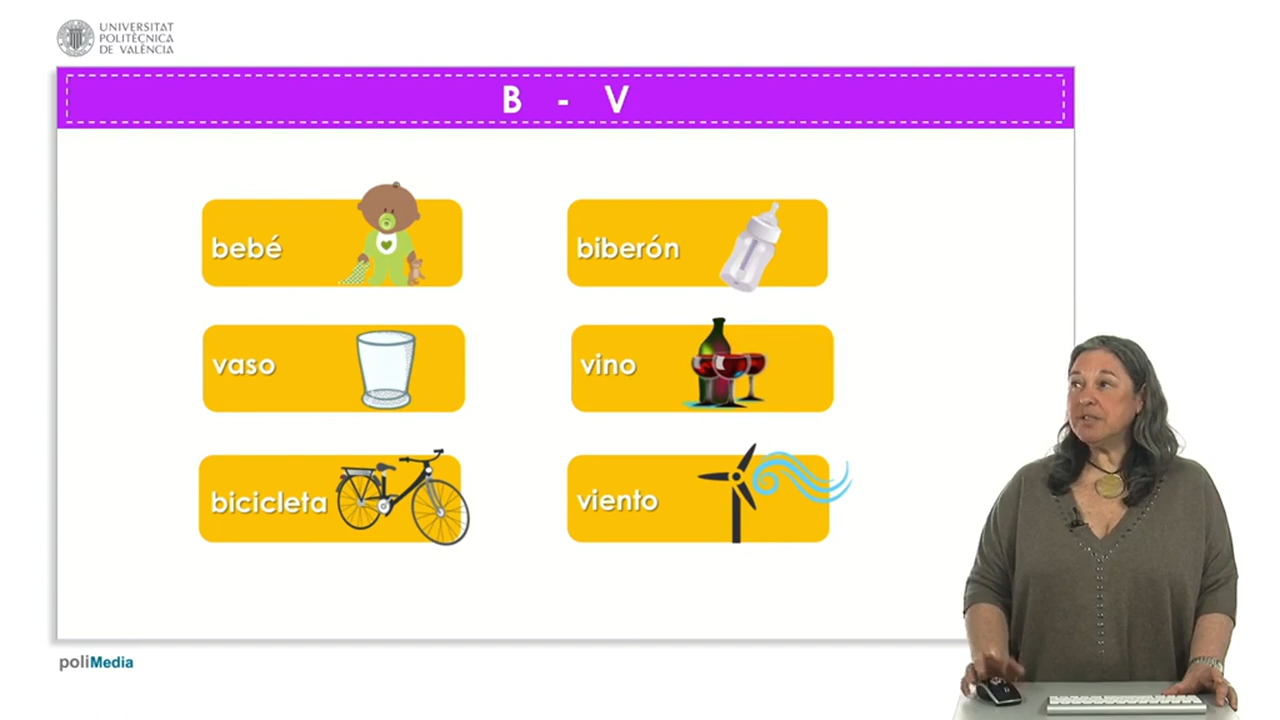 UNIVERSITAT
POLITÈCNICA
DE VALÈNCIA
B - V
bebé
biberón
vaso
vino
bicicleta
viento
poliMedia